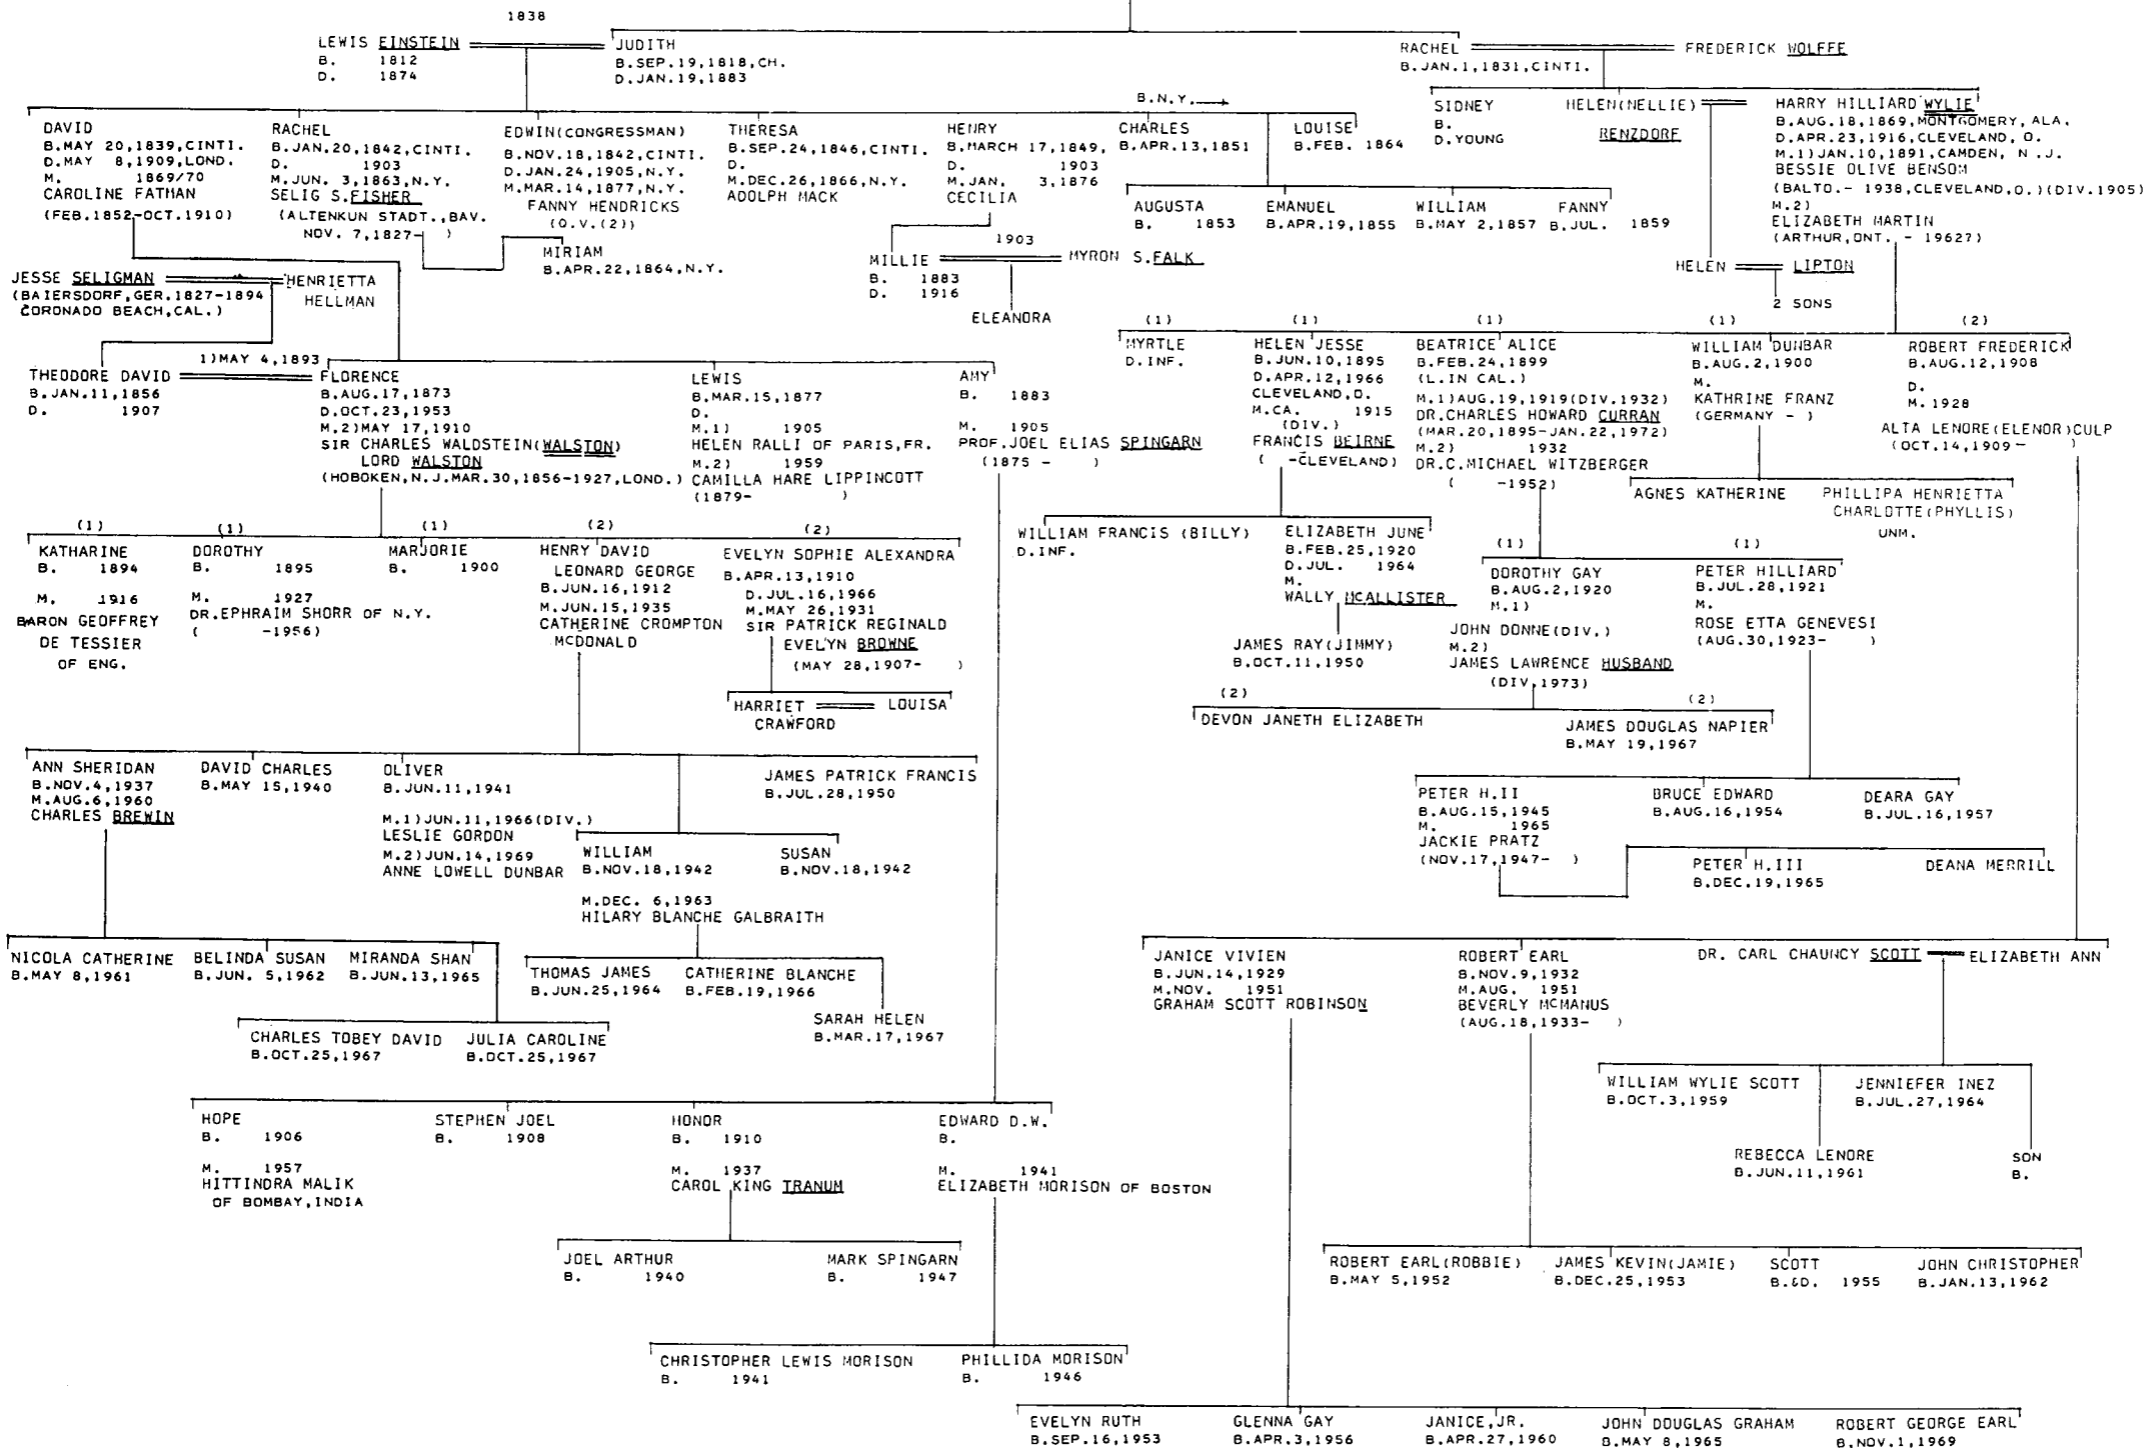 1838
LEWIS EINSTEIN
B. 1812
D. 1874
JUDITH
B.SEP.19,1818,CH.
D.JAN.19,1883
RACHEL
B.JAN.1,1831,CINTI.
FREDERICK WOLFFE
DAVID
B.MAY 20,1839,CINTI.
D.MAY 8,1909,LOND.
M. 1869/70
CAROLINE FATMAN
(FEB.1852-OCT.1910)
RACHEL
B.JAN.20,1842,CINTI.
D. 1903
M.JUN. 3,1863,N.Y.
SELIG S.FISHER
(ALTENKUN STADT.,BAV.
NOV. 7,1827- )
EDWIN(CONGRESSMAN)
B.NOV.18,1842,CINTI.
D.JAN.24,1905,N.Y.
M.MAR.14,1877,N.Y.
FANNY HENDRICKS
(Q.V.(2))
THERESA
B.SEP.24,1846,CINTI.
D.
M.DEC.26,1866,N.Y.
ADOLPH MACK
HENRY
B.MARCH 17,1849,
D. 1903
M.JAN. 3,1876
CECILIA
B.N.Y.
CHARLES
B.APR.13,1851
LOUISE
B.FEB. 1864
SIDNEY
B.
D.YOUNG
HELEN(NELLIE)
RENZDORF
HARRY HILLIARD WYLIE
B.AUG.18,1869,MONTGOMERY, ALA.
D.APR.23,1916,CLEVELAND, O.
M.1)JAN.10,1891,CAMDEN, N.J.
BESSIE OLIVE BENSOM
(BALTO.- 1938,CLEVELAND,O.)(DIV.1905)
M.2)
ELIZABETH MARTIN
(ARTHUR,ONT. - 1962?)
AUGUSTA
B. 1853
EMANUEL
B.APR.19,1855
WILLIAM
B.MAY 2,1857
FANNY
B.JUL. 1859
MIRIAM
B.APR.22,1864,N.Y.
1903
MILLIE
B. 1883
D. 1916
MYRON S.FALK
ELEANORA
HELEN
LIPTON
2 SONS
JESSE SELIGMAN
(BAIERSDORF,GER.1827-1894
CORONADO BEACH,CAL.)
HENRIETTA
HELLMAN
1)MAY 4,1893
THEODORE DAVID
B.JAN.11,1856
D. 1907
FLORENCE
B.AUG.17,1873
D.OCT.23,1953
M.2)MAY 17,1910
SIR CHARLES WALDSTEIN(WALSTON)
LORD WALSTON
(HOBOKEN,N.J.MAR.30,1856-1927,LOND.)
LEWIS
B.MAR.15,1877
D.
M.1) 1905
HELEN RALLI OF PARIS,FR.
M.2) 1959
CAMILLA HARE LIPPINCOTT
(1879- )
AMY
B. 1883
M. 1905
PROF.JOEL ELIAS SPINGARN
(1875 - )
(1)
MYRTLE
D.INF.
(1)
HELEN JESSE
B.JUN.10,1895
D.APR.12,1966
CLEVELAND,O.
M.CA. 1915
(DIV.)
FRANCIS BEIRNE
( -CLEVELAND)
(1)
BEATRICE ALICE
B.FEB.24,1899
(L.IN CAL.)
M.1)AUG.19,1919(DIV.1932)
DR.CHARLES HOWARD CURRAN
(MAR.20,1895-JAN.22,1972)
M.2) 1932
DR.C.MICHAEL WITZBERGER
( -1952)
(1)
WILLIAM DUNBAR
B.AUG.2,1900
M.
KATHRINE FRANZ
(GERMANY - )
(2)
ROBERT FREDERICK
B.AUG.12,1908
D.
M. 1928
ALTA LENORE(ELENOR)CULP
(OCT.14,1909 - )
AGNES KATHERINE
PHILLIPA HENRIETTA
CHARLOTTE(PHYLLIS)
UNM.
(1)
KATHARINE
B. 1894
M. 1916
BARON GEOFFREY
DE TESSIER
OF ENG.
(1)
DOROTHY
B. 1895
M. 1927
DR.EPHRAIM SHORR OF N.Y.
( -1956)
(1)
MARJORIE
B. 1900
(2)
HENRY DAVID
LEONARD GEORGE
B.JUN.16,1912
M.JUN.15,1935
CATHERINE CROMPTON
MCDONALD
(2)
EVELYN SOPHIE ALEXANDRA
B.APR.13,1910
D.JUL.16,1966
M.MAY 26,1931
SIR PATRICK REGINALD
EVELYN BROWNE
(MAY 28,1907- )
HARRIET
CRAWFORD
LOUISA
WILLIAM FRANCIS (BILLY)
D.INF.
ELIZABETH JUNE
B.FEB.25,1920
D.JUL. 1964
M.
WALLY MCALLISTER
JAMES RAY(JIMMY)
B.OCT.11,1950
(1)
DOROTHY GAY
B.AUG.2,1920
M.1)
JOHN DONNE(DIV.)
M.2)
JAMES LAWRENCE HUSBAND
(DIV.1973)
(1)
PETER HILLIARD
B.JUL.28,1921
M.
ROSE ETTA GENEVESI
(AUG.30,1923- )
(2)
DEVON JANETH ELIZABETH
(2)
JAMES DOUGLAS NAPIER
B.MAY 19,1967
ANN SHERIDAN
B.NOV.4,1937
M.AUG.6,1960
CHARLES BREWIN
DAVID CHARLES
B.MAY 15,1940
OLIVER
B.JUN.11,1941
M.1)JUN.11,1966(DIV.)
LESLIE GORDON
M.2)JUN.14,1969
ANNE LOWELL DUNBAR
JAMES PATRICK FRANCIS
B.JUL.28,1950
WILLIAM
B.NOV.18,1942
M.DEC. 6,1963
HILARY BLANCHE GALBRAITH
SUSAN
B.NOV.18,1942
PETER H.II
B.AUG.15,1945
M. 1965
JACKIE PRATZ
(NOV.17,1947- )
BRUCE EDWARD
B.AUG.16,1954
DEARA GAY
B.JUL.16,1957
PETER H.III
B.DEC.19,1965
DEANA MERRILL
NICOLA CATHERINE
B.MAY 8,1961
BELINDA SUSAN
B.JUN. 5,1962
MIRANDA SHAN
B.JUN.13,1965
THOMAS JAMES
B.JUN.25,1964
CATHERINE BLANCHE
B.FEB.19,1966
SARAH HELEN
B.MAR.17,1967
CHARLES TOBEY DAVID
B.OCT.25,1967
JULIA CAROLINE
B.OCT.25,1967
JANICE VIVIEN
B.JUN.14,1929
M.NOV. 1951
GRAHAM SCOTT ROBINSON
ROBERT EARL
B.NOV.9,1932
M.AUG. 1951
BEVERLY MCMANUS
(AUG.18,1933- )
DR. CARL CHAUNCY SCOTT
ELIZABETH ANN
WILLIAM WYLIE SCOTT
B.OCT.3,1959
JENNIEFER INEZ
B.JUL.27,1964
REBECCA LENORE
B.JUN.11,1961
SON
B.
HOPE
B. 1906
M. 1957
HITTINDRA MALIK
OF BOMBAY,INDIA
STEPHEN JOEL
B. 1908
HONOR
B. 1910
M. 1937
CAROL KING TRANUM
EDWARD D.W.
B.
M. 1941
ELIZABETH MORISON OF BOSTON
JOEL ARTHUR
B. 1940
MARK SPINGARN
B. 1947
ROBERT EARL(ROBBIE)
B.MAY 5,1952
JAMES KEVIN(JAMIE)
B.DEC.25,1953
SCOTT
B.&D. 1955
JOHN CHRISTOPHER
B.JAN.13,1962
CHRISTOPHER LEWIS MORISON
B. 1941
PHILLIDA MORISON
B. 1946
EVELYN RUTH
B.SEP.16,1953
GLENNA GAY
B.APR.3,1956
JANICE,JR.
B.APR.27,1960
JOHN DOUGLAS GRAHAM
B.MAY 8,1965
ROBERT GEORGE EARL
B.NOV.1,1969